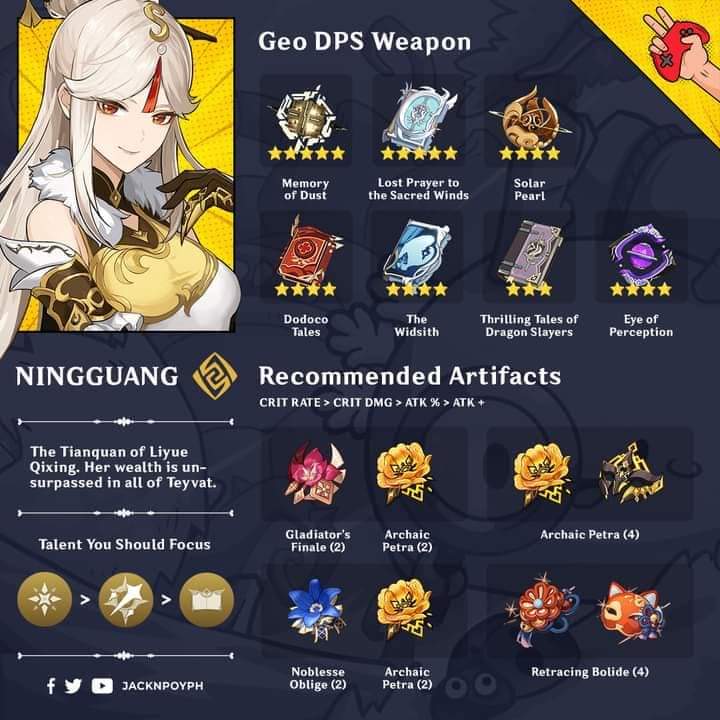 Geo DPS Weapon
Memory
of Dust
Lost Prayer to
the Sacred Winds
Solar
Pearl
Dodoco
Tales
The
Widsith
Thrilling Tales of
Dragon Slayers
Eye of
Perception
NINGGUANG
The Tianquan of Liyue
Qixing. Her wealth is un-
surpassed in all of Teyvat.
Talent You Should Focus
> >
JACKNPOYPH
Recommended Artifacts
CRIT RATE > CRIT DMG > ATK % > ATK +
Gladiator's
Finale (2)
Archaic
Petra (2)
Archaic Petra (4)
Noblesse
Oblige (2)
Archaic
Petra (2)
Retracing Bolide (4)